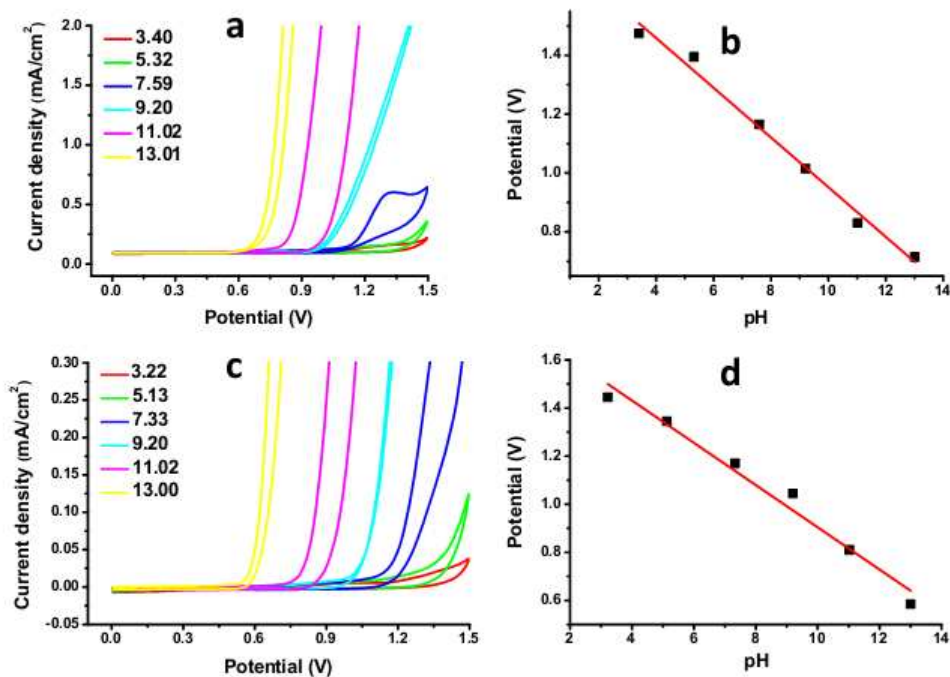 a
Current density (mA/cm²)
2.0
1.5
1.0
0.5
0.0
3.40
5.32
7.59
9.20
11.02
13.01
0.0 0.3 0.6 0.9 1.2 1.5
Potential (V)
b
Potential (V)
1.4
1.2
1.0
0.8
2 4 6 8 10 12 14
pH
c
Current density (mA/cm²)
0.30
0.25
0.20
0.15
0.10
0.05
0.00
-0.05
3.22
5.13
7.33
9.20
11.02
13.00
0.0 0.3 0.6 0.9 1.2 1.5
Potential (V)
d
Potential (V)
1.6
1.4
1.2
1.0
0.8
0.6
2 4 6 8 10 12 14
pH